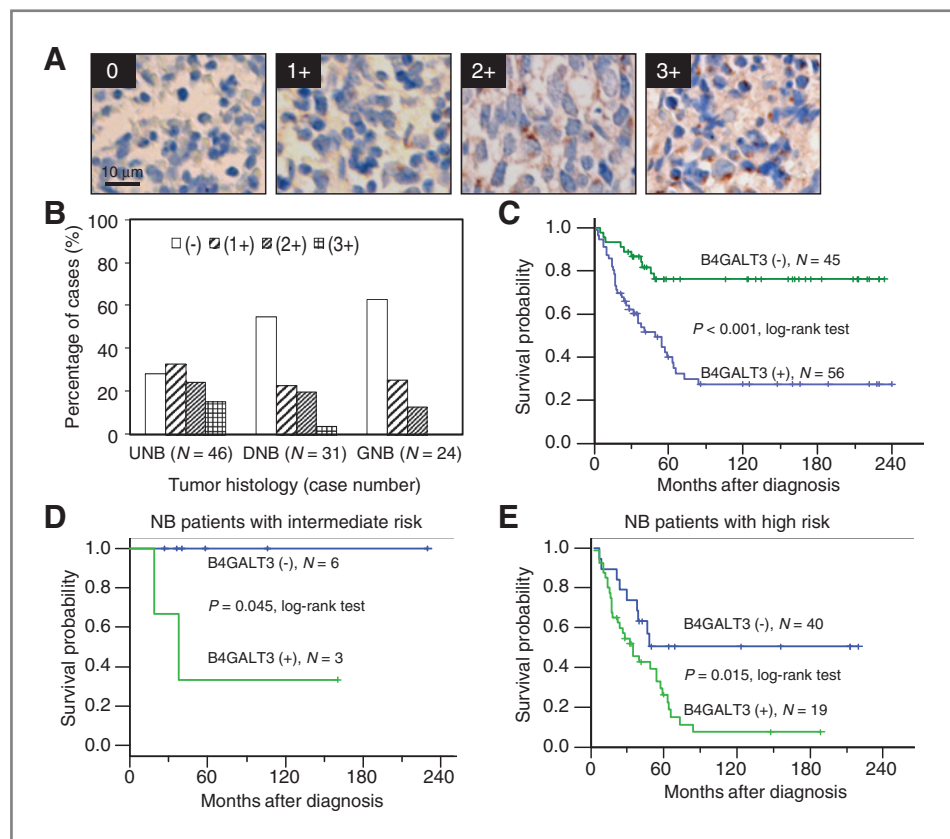 A
0
1+
2+
3+
10 μm
B
Percentage of cases (%)
100
80
60
40
20
0
(-) (1+) (2+) (3+)
UNB (N = 46) DNB (N = 31) GNB (N = 24)
Tumor histology (case number)
C
Survival probability
1.0
0.8
0.6
0.4
0.2
0.0
B4GALT3 (-), N = 45
P < 0.001, log-rank test
B4GALT3 (+), N = 56
0 60 120 180 240
Months after diagnosis
D
NB patients with intermediate risk
Survival probability
1.0
0.8
0.6
0.4
0.2
0.0
B4GALT3 (-), N = 6
P = 0.045, log-rank test
B4GALT3 (+), N = 3
0 60 120 180 240
Months after diagnosis
E
NB patients with high risk
Survival probability
1.0
0.8
0.6
0.4
0.2
0.0
B4GALT3 (-), N = 40
P = 0.015, log-rank test
B4GALT3 (+), N = 19
0 60 120 180 240
Months after diagnosis